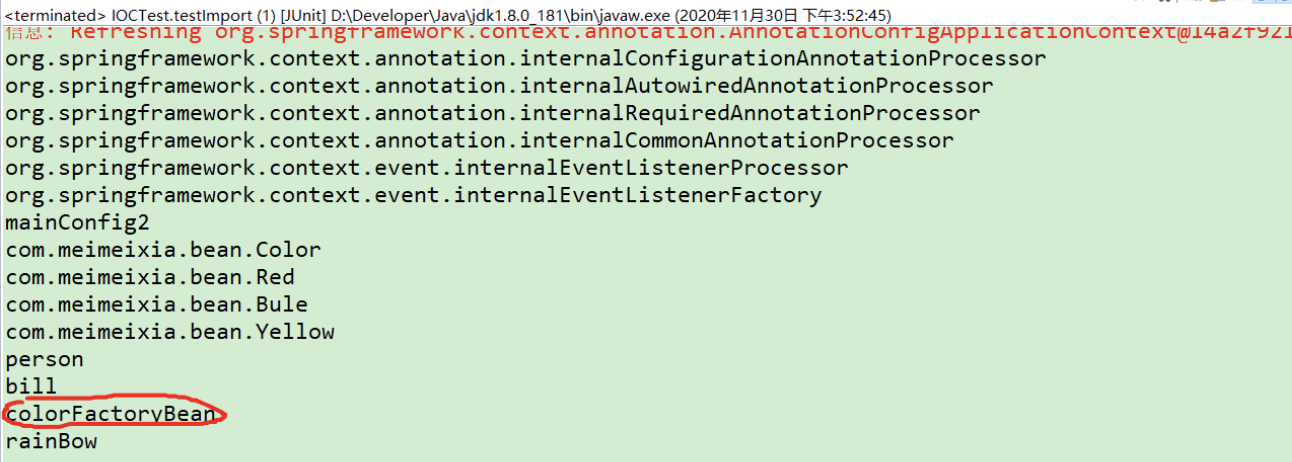 <terminated> IOCTest.testImport (1) [JUnit] D:\Developer\Java\jdk1.8.0_181\bin\javaw.exe (2020年11月30日 下午3:52:45)
信息: Refreshing org.springframework.context.annotation.AnnotationConfigApplicationContext@14a2f921
org.springframework.context.annotation.internalConfigurationAnnotationProcessor
org.springframework.context.annotation.internalAutowiredAnnotationProcessor
org.springframework.context.annotation.internalRequiredAnnotationProcessor
org.springframework.context.annotation.internalCommonAnnotationProcessor
org.springframework.context.event.internalEventListenerProcessor
org.springframework.context.event.internalEventListenerFactory
mainConfig2
com.meimeixia.bean.Color
com.meimeixia.bean.Red
com.meimeixia.bean.Bule
com.meimeixia.bean.Yellow
person
bill
colorFactoryBean
rainBow